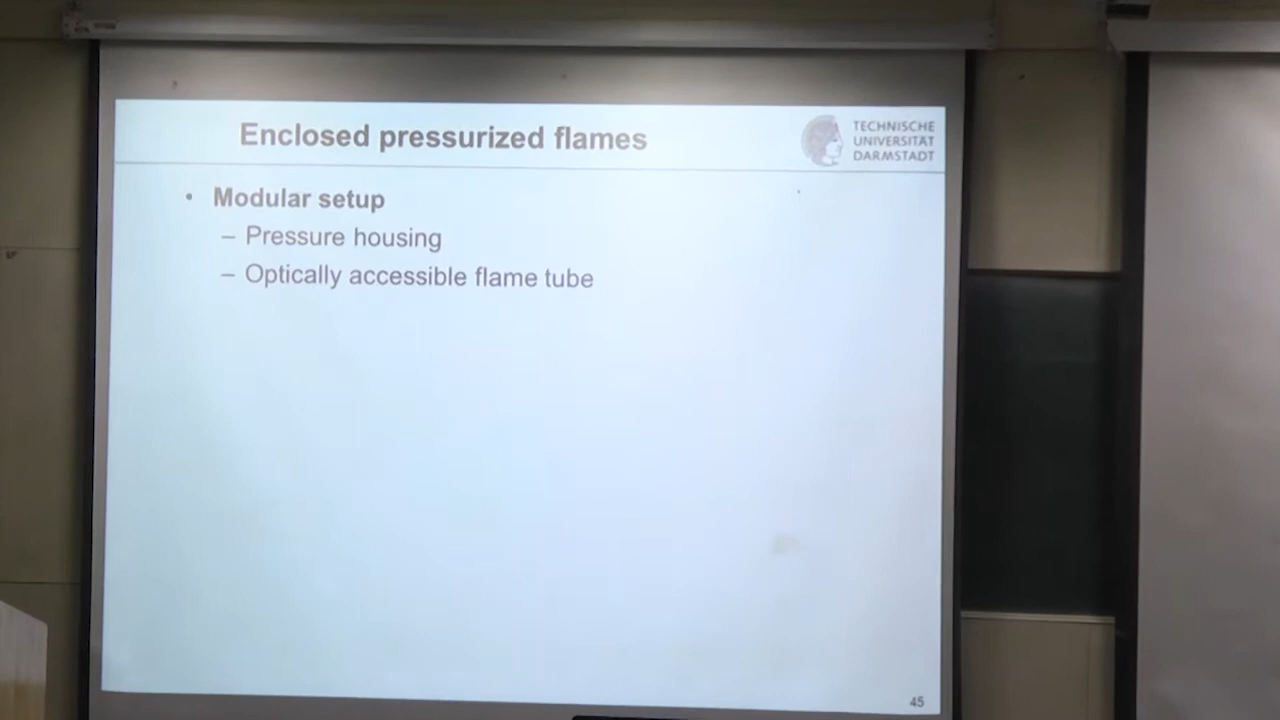 Enclosed pressurized flames
TECHNISCHE
UNIVERSITÄT
DARMSTADT
• Modular setup
– Pressure housing
– Optically accessible flame tube
45